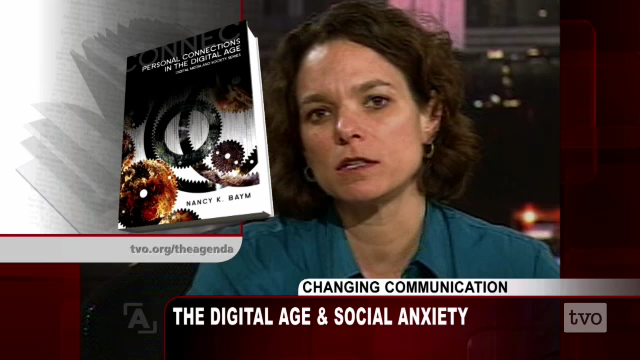 CONNEC
PERSONAL CONNECTIONS
IN THE DIGITAL AGE
DIGITAL MEDIA AND SOCIETY SERIES
NANCY K. BAYM
tvo.org/theagenda
CHANGING COMMUNICATION
A
THE DIGITAL AGE & SOCIAL ANXIETY
tvo